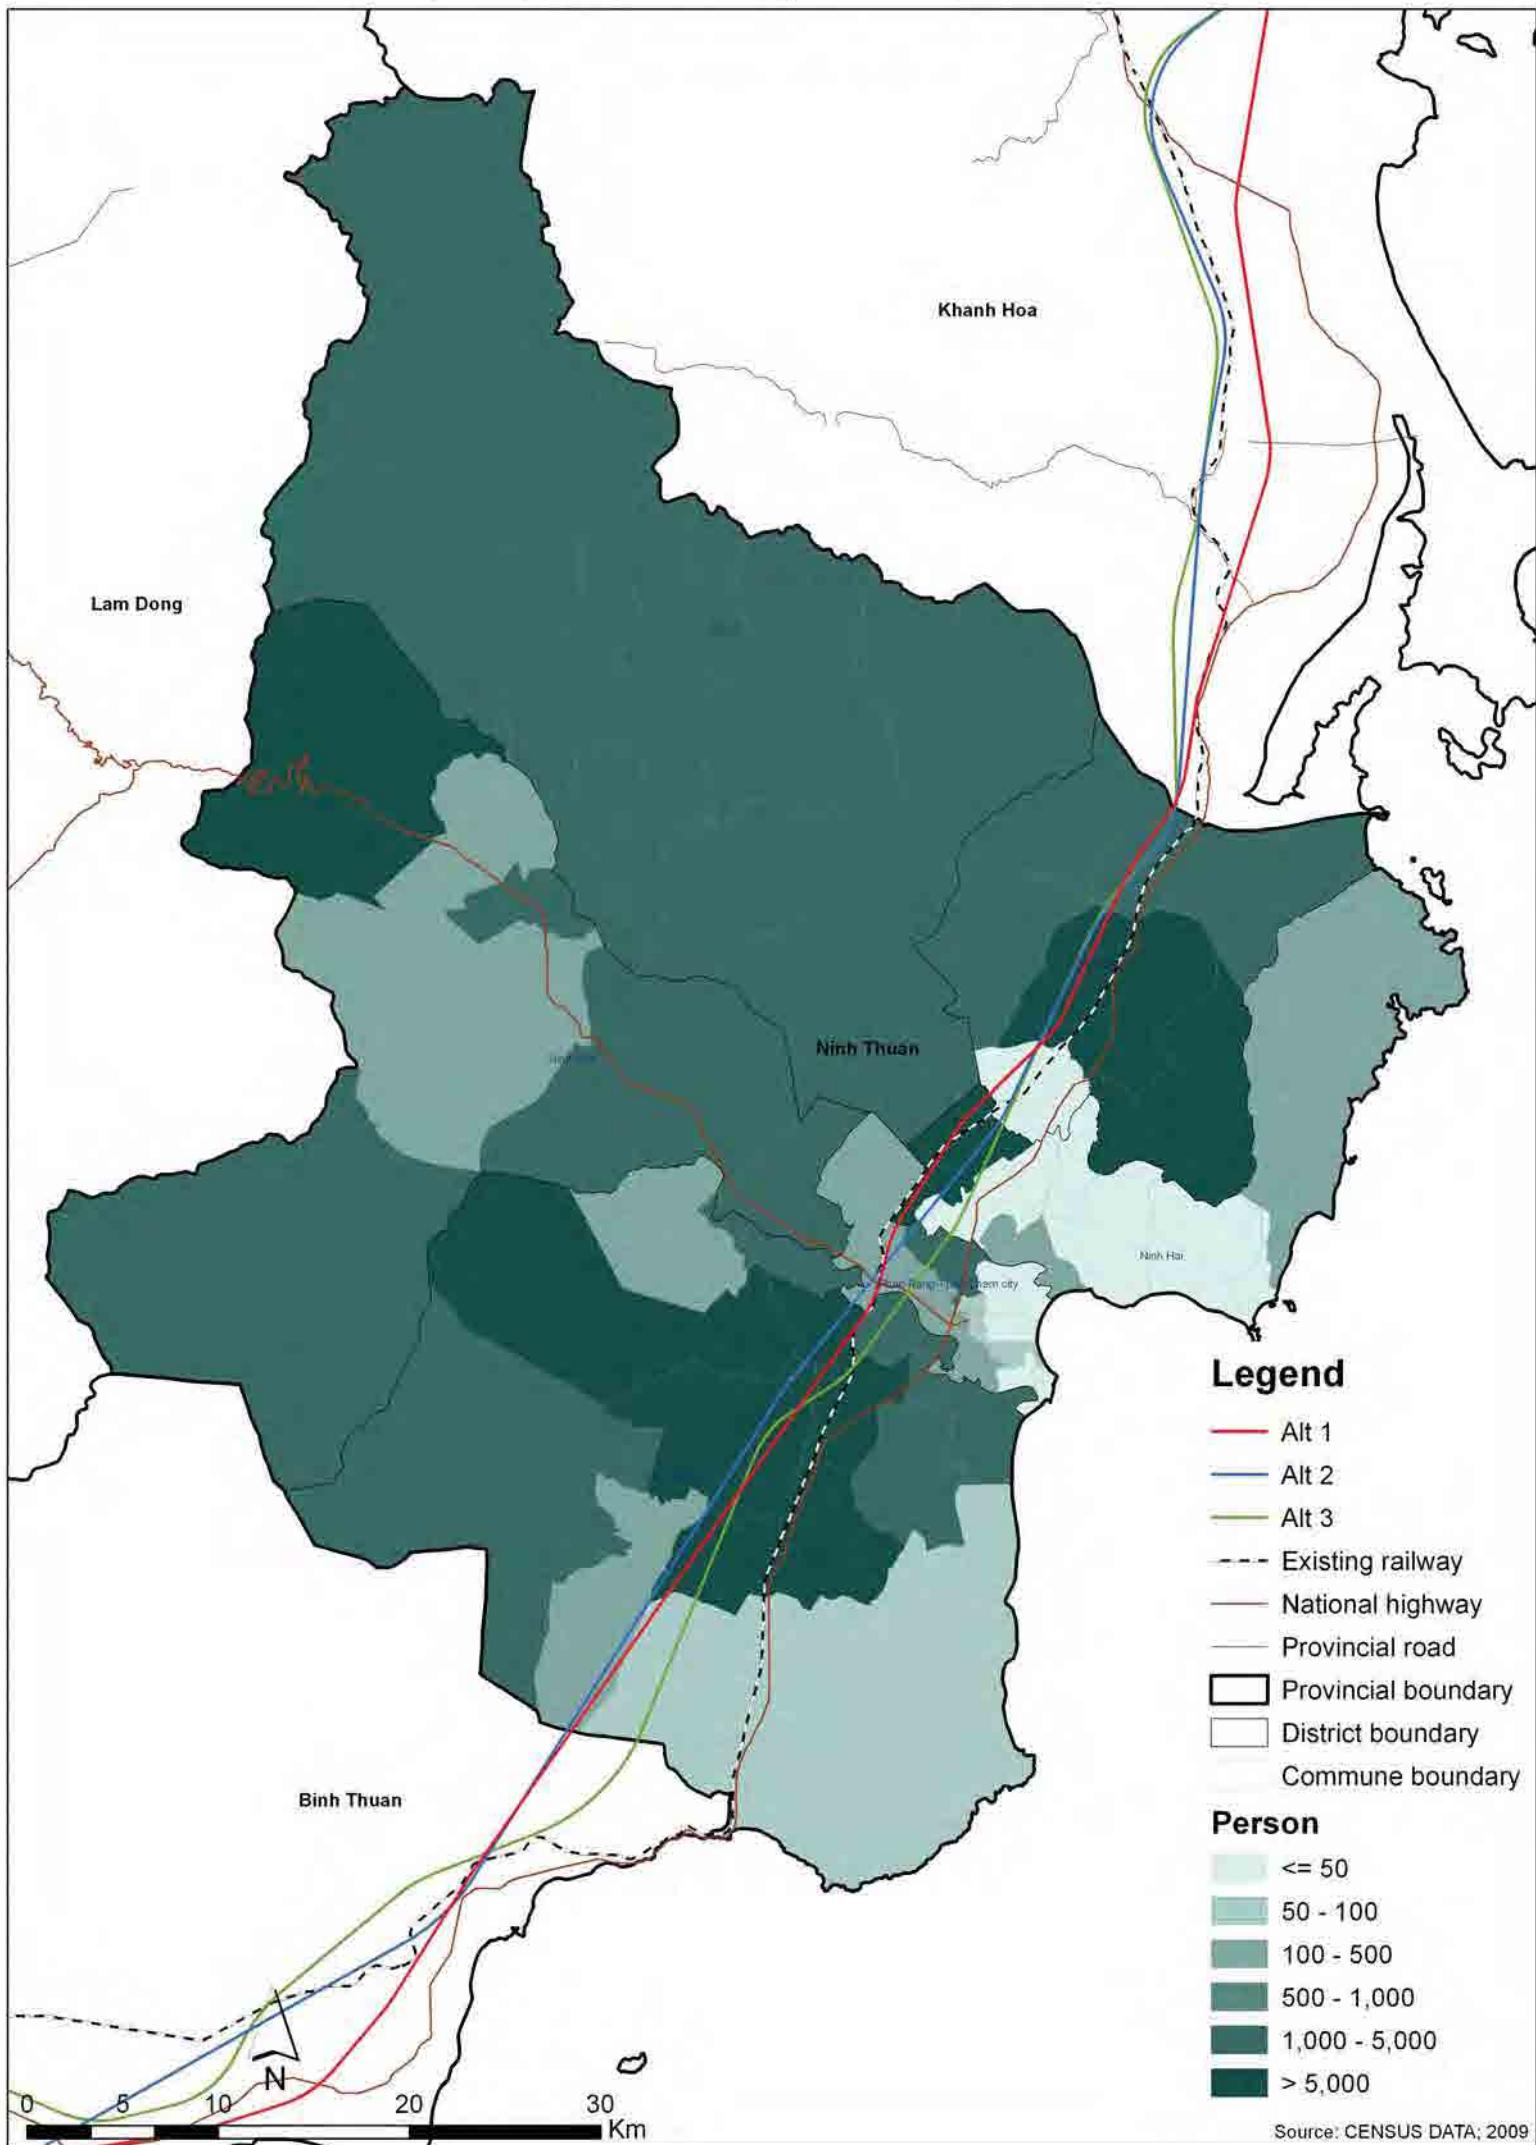 Khanh Hoa
Lam Dong
Ninh Thuan
Ninh Hai
city
Legend
Alt 1
Alt 2
Alt 3
Existing railway
National highway
Provincial road
Provincial boundary
District boundary
Commune boundary
Binh Thuan
Person
<= 50
50 - 100
100 - 500
500 - 1,000
1,000 - 5,000
> 5,000
N
0 5 10 20 30
Km
Source: CENSUS DATA; 2009